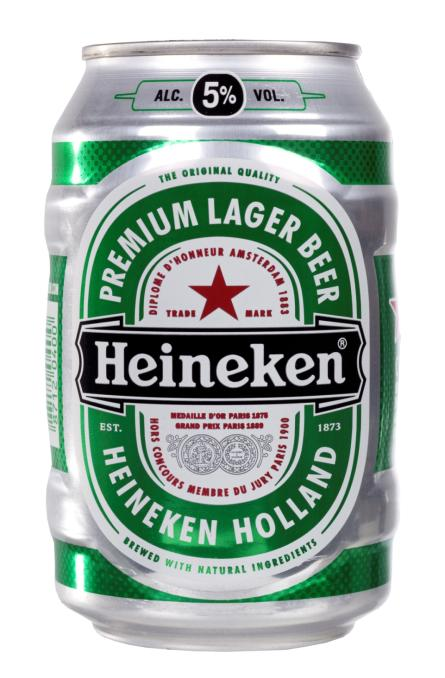 ALC. 5% VOL.
THE ORIGINAL QUALITY
PREMIUM LAGER BEER
DIPLOME D'HONNEUR AMSTERDAM 1883
TRADE MARK
Heineken®
EST. 1873
MEDAILLE D'OR PARIS 1875
GRAND PRIX PARIS 1889
HORS CONCOURS MEMBRE DU JURY PARIS 1900
HEINEKEN HOLLAND
BREWED WITH NATURAL INGREDIENTS